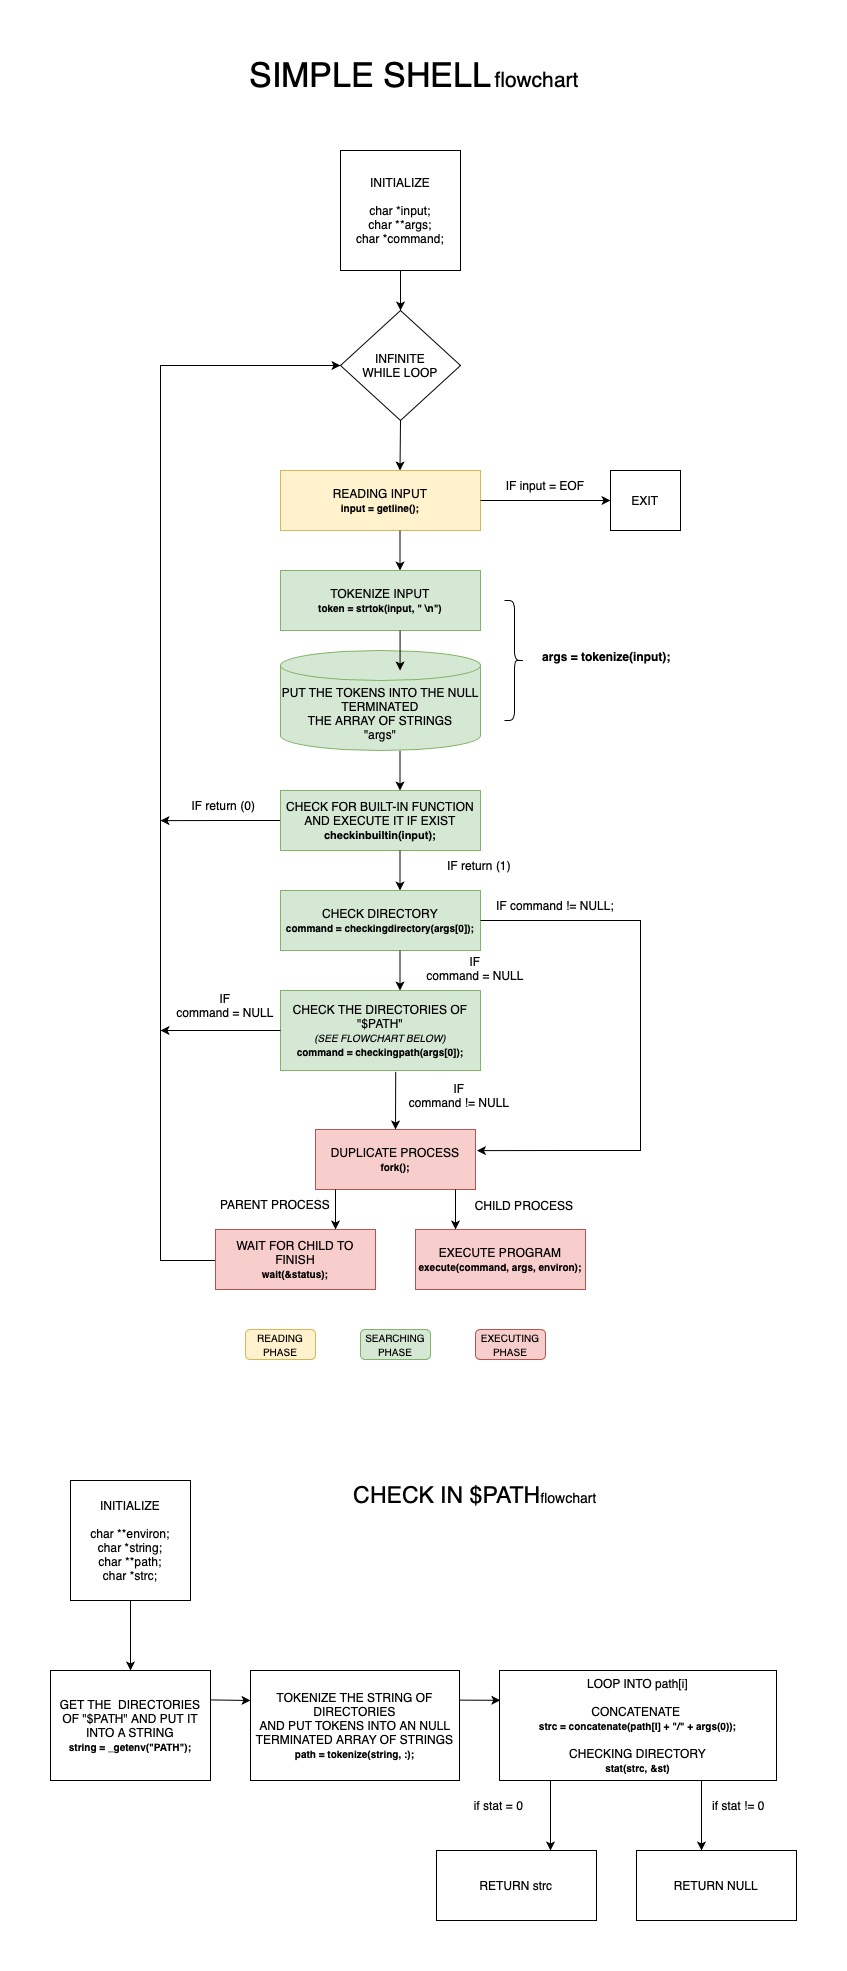 SIMPLE SHELL flowchart
INITIALIZE
char *input;
char **args;
char *command;
INFINITE
WHILE LOOP
READING INPUT
input = getline();
IF input = EOF
EXIT
TOKENIZE INPUT
token = strtok(input, " \n")
PUT THE TOKENS INTO THE NULL
TERMINATED
THE ARRAY OF STRINGS
"args"
args = tokenize(input);
CHECK FOR BUILT-IN FUNCTION
AND EXECUTE IT IF EXIST
checkinbuiltin(input);
IF return (0)
IF return (1)
CHECK DIRECTORY
command = checkingdirectory(args[0]);
IF command != NULL;
IF
command = NULL
CHECK THE DIRECTORIES OF
"$PATH"
(SEE FLOWCHART BELOW)
command = checkingpath(args[0]);
IF
command = NULL
IF
command != NULL
DUPLICATE PROCESS
fork();
PARENT PROCESS
CHILD PROCESS
WAIT FOR CHILD TO
FINISH
wait(&status);
EXECUTE PROGRAM
execute(command, args, environ);
READING
PHASE
SEARCHING
PHASE
EXECUTING
PHASE
CHECK IN $PATH flowchart
INITIALIZE
char **environ;
char *string;
char **path;
char *strc;
GET THE DIRECTORIES
OF "$PATH" AND PUT IT
INTO A STRING
string = _getenv("PATH");
TOKENIZE THE STRING OF
DIRECTORIES
AND PUT TOKENS INTO AN NULL
TERMINATED ARRAY OF STRINGS
path = tokenize(string, :);
LOOP INTO path[i]
CONCATENATE
strc = concatenate(path[I] + "/" + args(0));
CHECKING DIRECTORY
stat(strc, &st)
if stat = 0
if stat != 0
RETURN strc
RETURN NULL